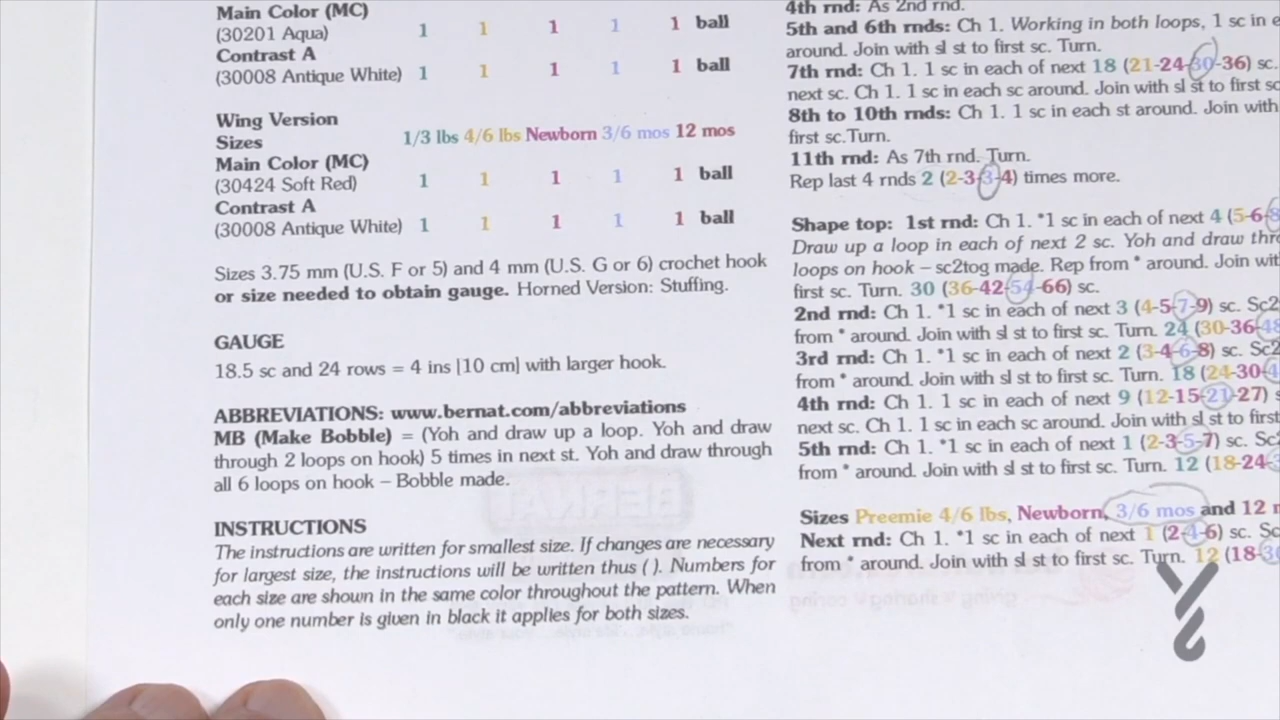 Main Color (MC)
(30201 Aqua) 1 1 1 1 1 ball
Contrast A
(30008 Antique White) 1 1 1 1 1 ball
Wing Version
Sizes 1/3 lbs 4/6 lbs Newborn 3/6 mos 12 mos
Main Color (MC)
(30424 Soft Red) 1 1 1 1 1 ball
Contrast A
(30008 Antique White) 1 1 1 1 1 ball
Sizes 3.75 mm (U.S. F or 5) and 4 mm (U.S. G or 6) crochet hook
or size needed to obtain gauge. Horned Version: Stuffing.
GAUGE
18.5 sc and 24 rows = 4 ins [10 cm] with larger hook.
ABBREVIATIONS: www.bernat.com/abbreviations
MB (Make Bobble) = (Yoh and draw up a loop. Yoh and draw
through 2 loops on hook) 5 times in next st. Yoh and draw through
all 6 loops on hook – Bobble made.
INSTRUCTIONS
The instructions are written for smallest size. If changes are necessary
for largest size, the instructions will be written thus ( ). Numbers for
each size are shown in the same color throughout the pattern. When
only one number is given in black it applies for both sizes.
4th rnd: As 2nd rnd.
5th and 6th rnds: Ch 1. Working in both loops, 1 sc in
around. Join with sl st to first sc. Turn.
7th rnd: Ch 1. 1 sc in each of next 18 (21-24-30-36) sc.
next sc. Ch 1. 1 sc in each sc around. Join with sl st to first
8th to 10th rnds: Ch 1. 1 sc in each st around. Join with
first sc.Turn.
11th rnd: As 7th rnd. Turn.
Rep last 4 rnds 2 (2-3-3-4) times more.
Shape top: 1st rnd: Ch 1. *1 sc in each of next 4 (5-6-
Draw up a loop in each of next 2 sc. Yoh and draw
loops on hook – sc2tog made. Rep from * around. Join
first sc. Turn. 30 (36-42-54-66) sc.
2nd rnd: Ch 1. *1 sc in each of next 3 (4-5-7-9) sc.
from * around. Join with sl st to first sc. Turn. 24 (30-36-48
3rd rnd: Ch 1. *1 sc in each of next 2 (3-4-6-8) sc.
from * around. Join with sl st to first sc. Turn. 18 (24-30-
4th rnd: Ch 1. 1 sc in each of next 9 (12-15-21-27)
next sc. Ch 1. 1 sc in each sc around. Join with sl st to first
5th rnd: Ch 1. *1 sc in each of next 1 (2-3-5-7) sc.
from * around. Join with sl st to first sc. Turn. 12 (18-24-
Sizes Preemie 4/6 lbs, Newborn, 3/6 mos and 12
Next rnd: Ch 1. *1 sc in each of next 1 (2-4-6) sc.
from * around. Join with sl st to first sc. Turn. 12 (18-